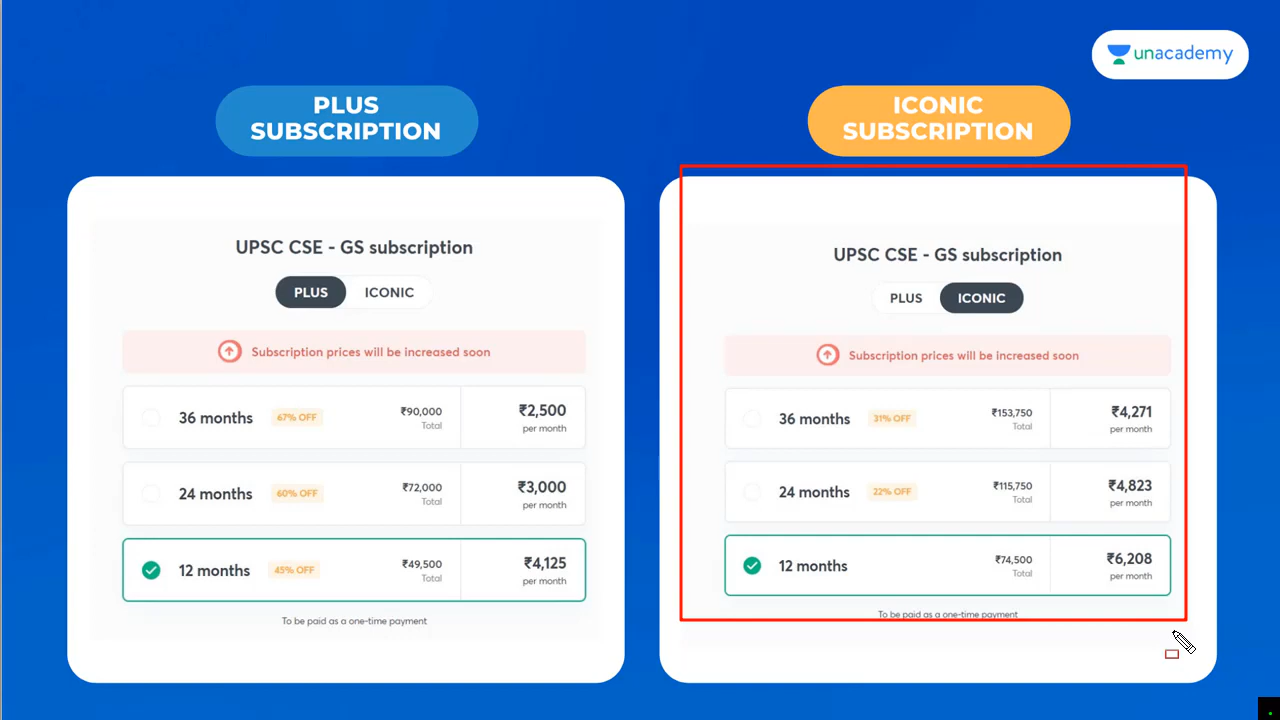 unacademy
PLUS
SUBSCRIPTION
UPSC CSE - GS subscription
PLUS ICONIC
Subscription prices will be increased soon
36 months 67% OFF ₹90,000 ₹2,500
Total per month
24 months 60% OFF ₹72,000 ₹3,000
Total per month
12 months 45% OFF ₹49,500 ₹4,125
Total per month
To be paid as a one-time payment
ICONIC
SUBSCRIPTION
UPSC CSE - GS subscription
PLUS ICONIC
Subscription prices will be increased soon
36 months 31% OFF ₹153,750 ₹4,271
Total per month
24 months 22% OFF ₹115,750 ₹4,823
Total per month
12 months ₹74,500 ₹6,208
Total per month
To be paid as a one-time payment